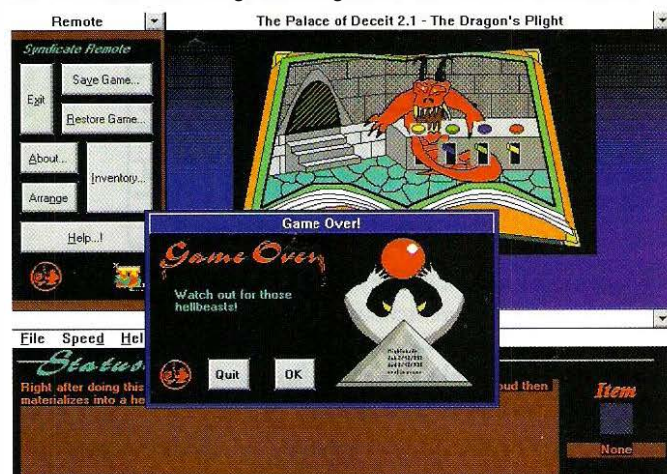 Remote
The Palace of Deceit 2.1 - The Dragon's Plight
Syndicate Remote
Exit
Save Game...
Restore Game...
About...
Inventory...
Arrange
Help...!
Game Over!
Game Over
Watch out for those
hellbeasts!
Quit
OK
File Speed Hel
Status
Right after doing this
oud then
materializes into a he
Item
None